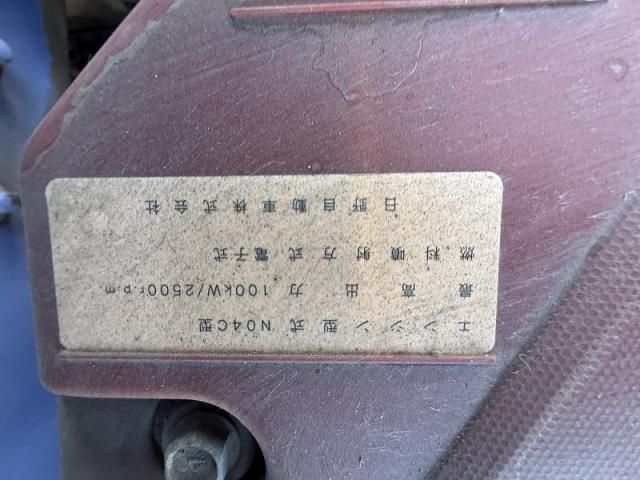 エンジン型式 N04C型
最高出力 100kW/2500r.p.m.
燃料噴射方式 電子式
日野自動車株式会社